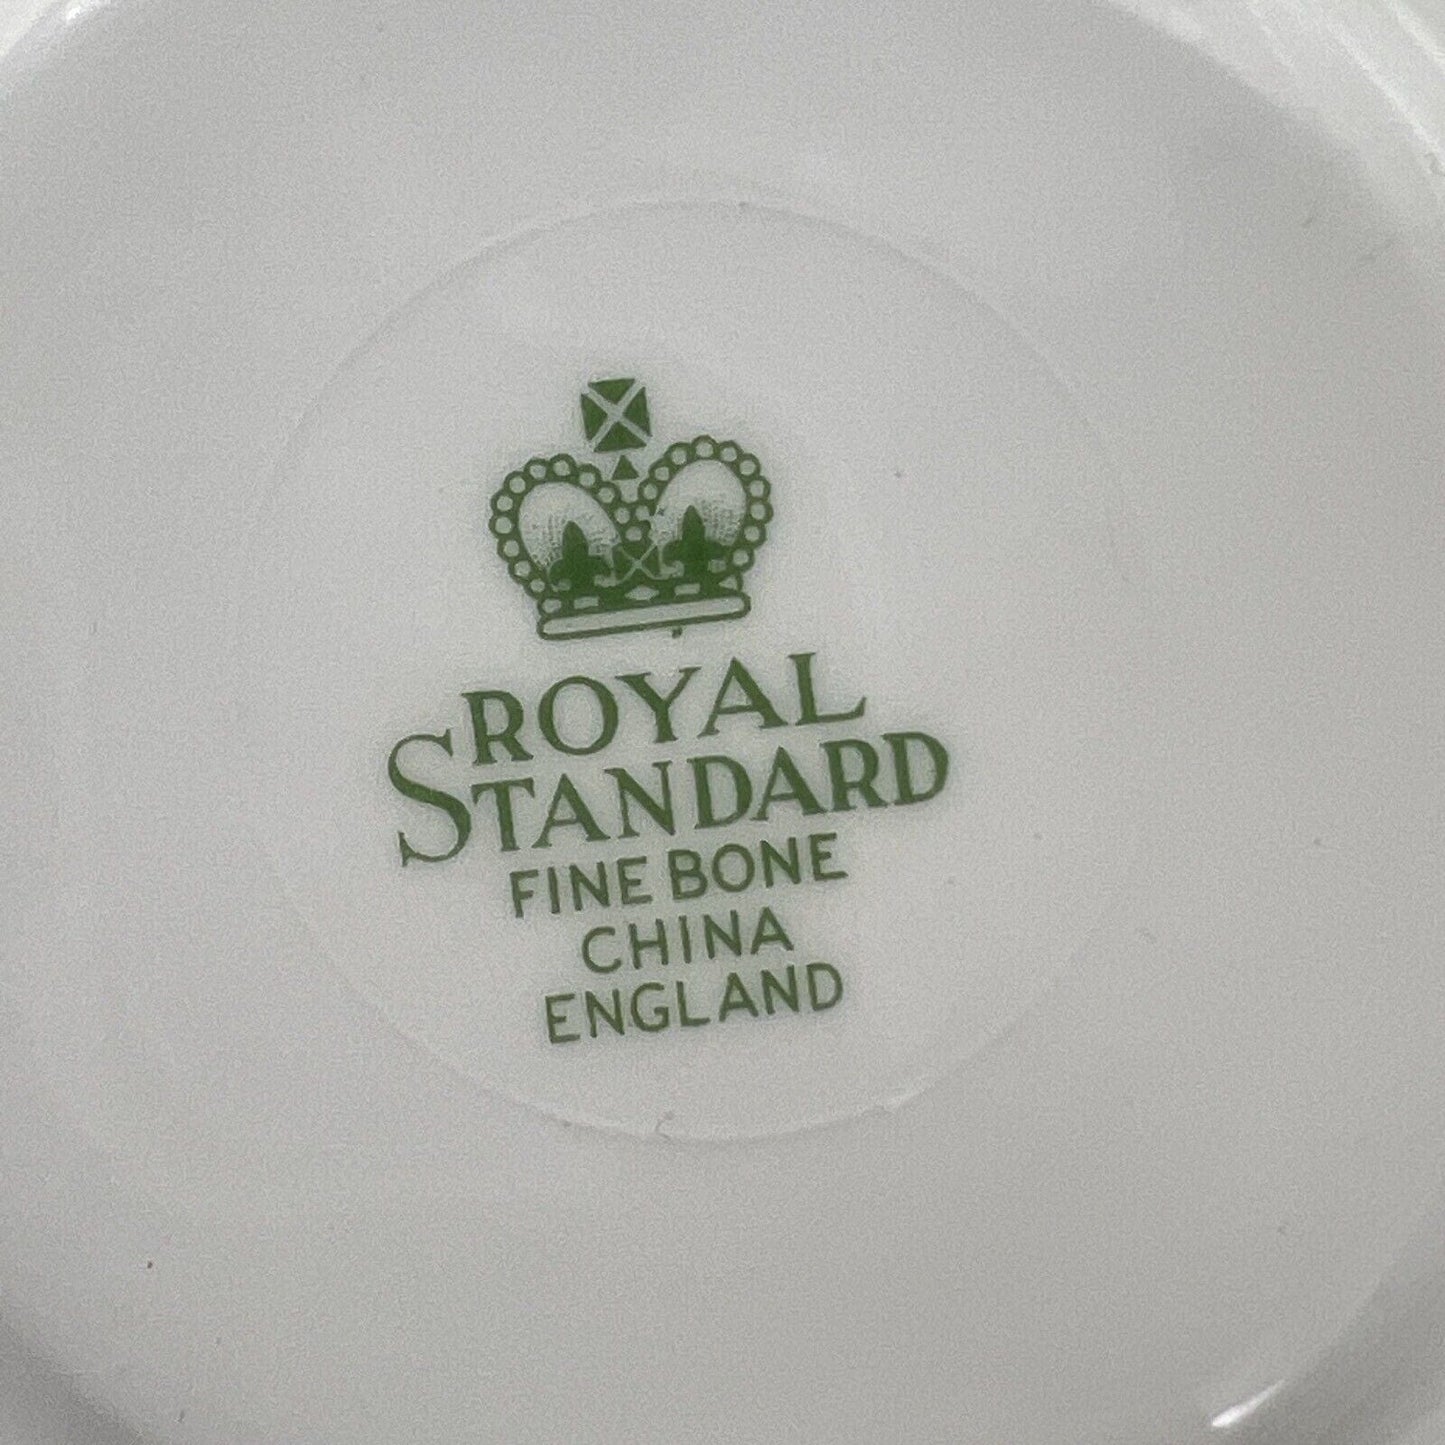 ROYAL
STANDARD
FINE BONE
CHINA
ENGLAND